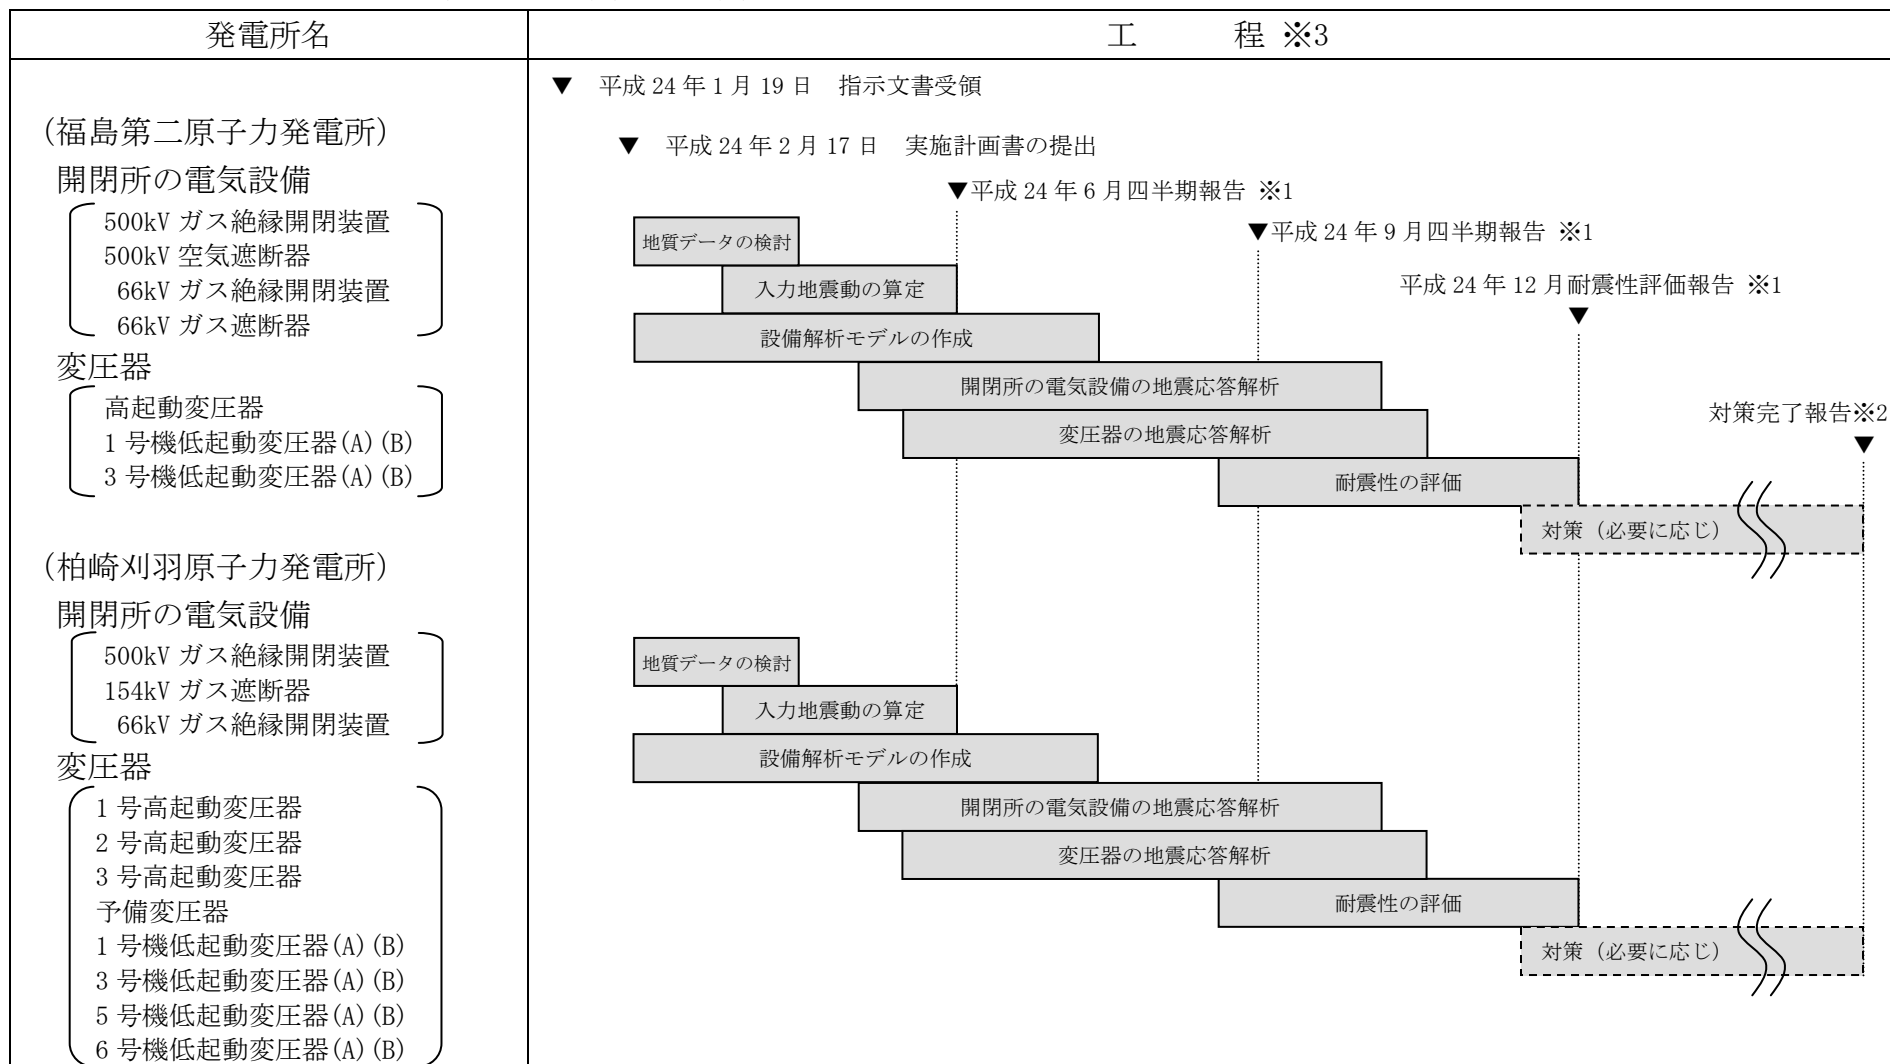 発電所名
工 程 ※3
▼ 平成 24 年 1 月 19 日 指示文書受領
▼ 平成 24 年 2 月 17 日 実施計画書の提出
▼平成 24 年 6 月四半期報告 ※1
▼平成 24 年 9 月四半期報告 ※1
平成 24 年 12 月耐震性評価報告 ※1
▼
対策完了報告※2
▼
(福島第二原子力発電所)
開閉所の電気設備
500kV ガス絶縁開閉装置
500kV 空気遮断器
66kV ガス絶縁開閉装置
66kV ガス遮断器
変圧器
高起動変圧器
1 号機低起動変圧器(A)(B)
3 号機低起動変圧器(A)(B)
地質データの検討
入力地震動の算定
設備解析モデルの作成
開閉所の電気設備の地震応答解析
変圧器の地震応答解析
耐震性の評価
対策（必要に応じ）
(柏崎刈羽原子力発電所)
開閉所の電気設備
500kV ガス絶縁開閉装置
154kV ガス遮断器
66kV ガス絶縁開閉装置
変圧器
1 号高起動変圧器
2 号高起動変圧器
3 号高起動変圧器
予備変圧器
1 号機低起動変圧器(A)(B)
3 号機低起動変圧器(A)(B)
5 号機低起動変圧器(A)(B)
6 号機低起動変圧器(A)(B)
地質データの検討
入力地震動の算定
設備解析モデルの作成
開閉所の電気設備の地震応答解析
変圧器の地震応答解析
耐震性の評価
対策（必要に応じ）